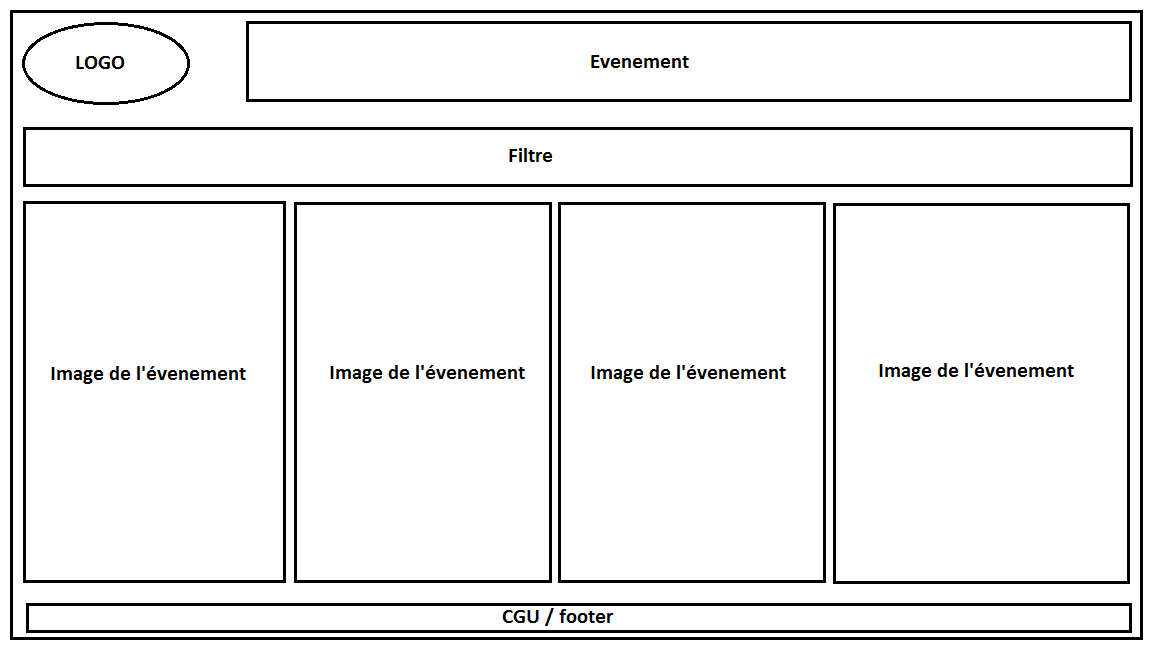 LOGO
Evenement
Filtre
Image de l'évenement
Image de l'évenement
Image de l'évenement
Image de l'évenement
CGU / footer